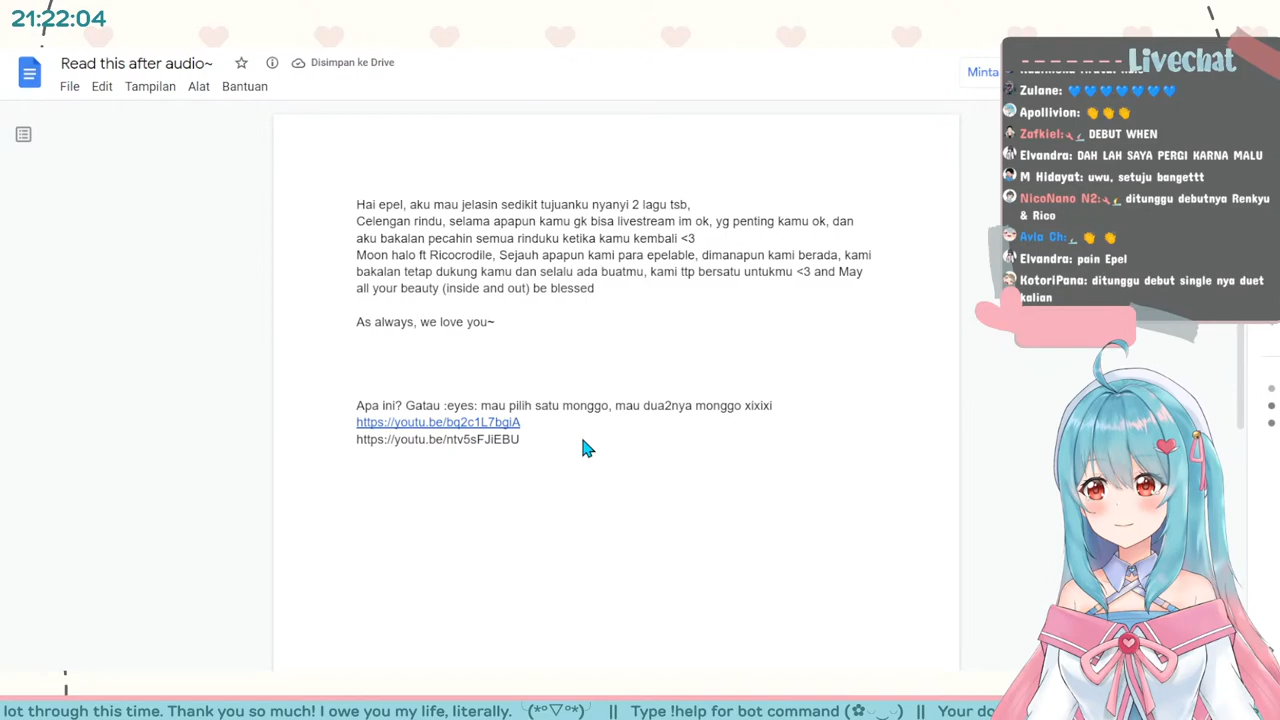 21:22:04
Read this after audio~
Disimpan ke Drive
File Edit Tampilan Alat Bantuan
Minta
Hai epel, aku mau jelasin sedikit tujuanku nyanyi 2 lagu tsb,
Celengan rindu, selama apapun kamu gk bisa livestream im ok, yg penting kamu ok, dan
aku bakalan pecahin semua rinduku ketika kamu kembali <3
Moon halo ft Ricocrodile, Sejauh apapun kami para epelable, dimanapun kami berada, kami
bakalan tetap dukung kamu dan selalu ada buatmu, kami ttp bersatu untukmu <3 and May
all your beauty (inside and out) be blessed
As always, we love you~
Apa ini? Gatau :eyes: mau pilih satu monggo, mau dua2nya monggo xixixi
https://youtu.be/bq2c1L7bgiA
https://youtu.be/ntv5sFJiEBU
Livechat
Zulane: 💙💙💙💙💙💙💙
Apollivion: 👏👏👏
Zafkiel: DEBUT WHEN
Elvandra: DAH LAH SAYA PERGI KARNA MALU
M Hidayat: uwu, setuju bangettt
NicoNano N2: ditunggu debutnya Renkyu
& Rico
Avia Ch: 👏 👏
Elvandra: pain Epel
KotoriPana: ditunggu debut single nya duet
kalian
lot through this time. Thank you so much! I owe you my life, literally. ╰(*°▽°*)╯ || Type !help for bot command (✿◡‿◡) || Your do